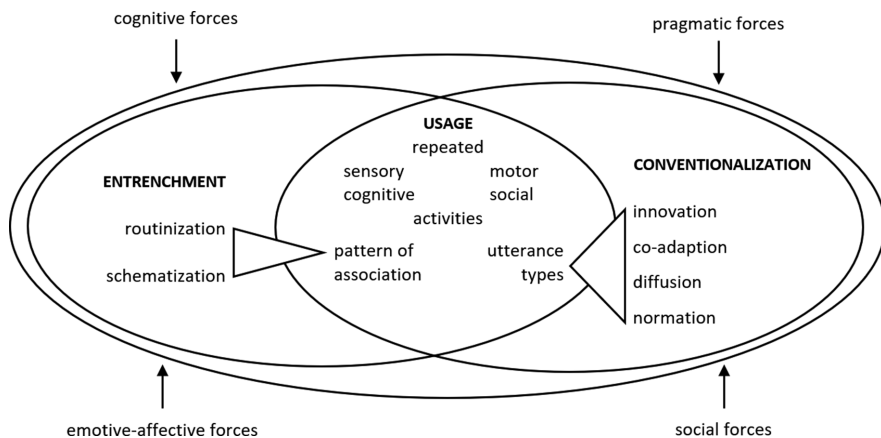 cognitive forces
pragmatic forces
USAGE
repeated
sensory motor
cognitive social
activities
ENTRENCHMENT
routinization
schematization
pattern of
association
utterance
types
CONVENTIONALIZATION
innovation
co-adaption
diffusion
normation
emotive-affective forces
social forces